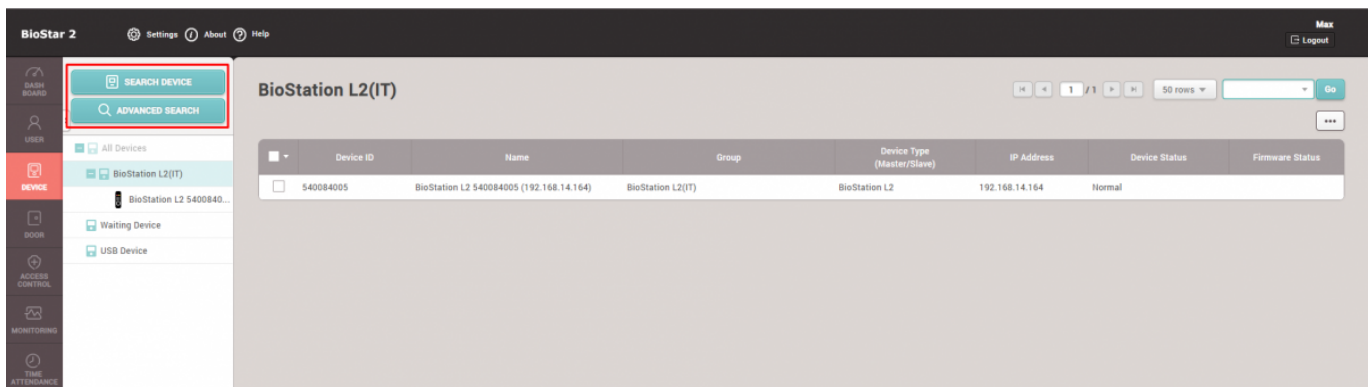 BioStar 2
Settings About Help
Max
Logout
DASH
BOARD
USER
DEVICE
DOOR
ACCESS
CONTROL
MONITORING
TIME
ATTENDANCE
SEARCH DEVICE
ADVANCED SEARCH
All Devices
BioStation L2(IT)
BioStation L2 5400840...
Waiting Device
USB Device
BioStation L2(IT)
1 /1 50 rows Go
Device ID Name Group Device Type (Master/Slave) IP Address Device Status Firmware Status
540084005 BioStation L2 540084005 (192.168.14.164) BioStation L2(IT) BioStation L2 192.168.14.164 Normal